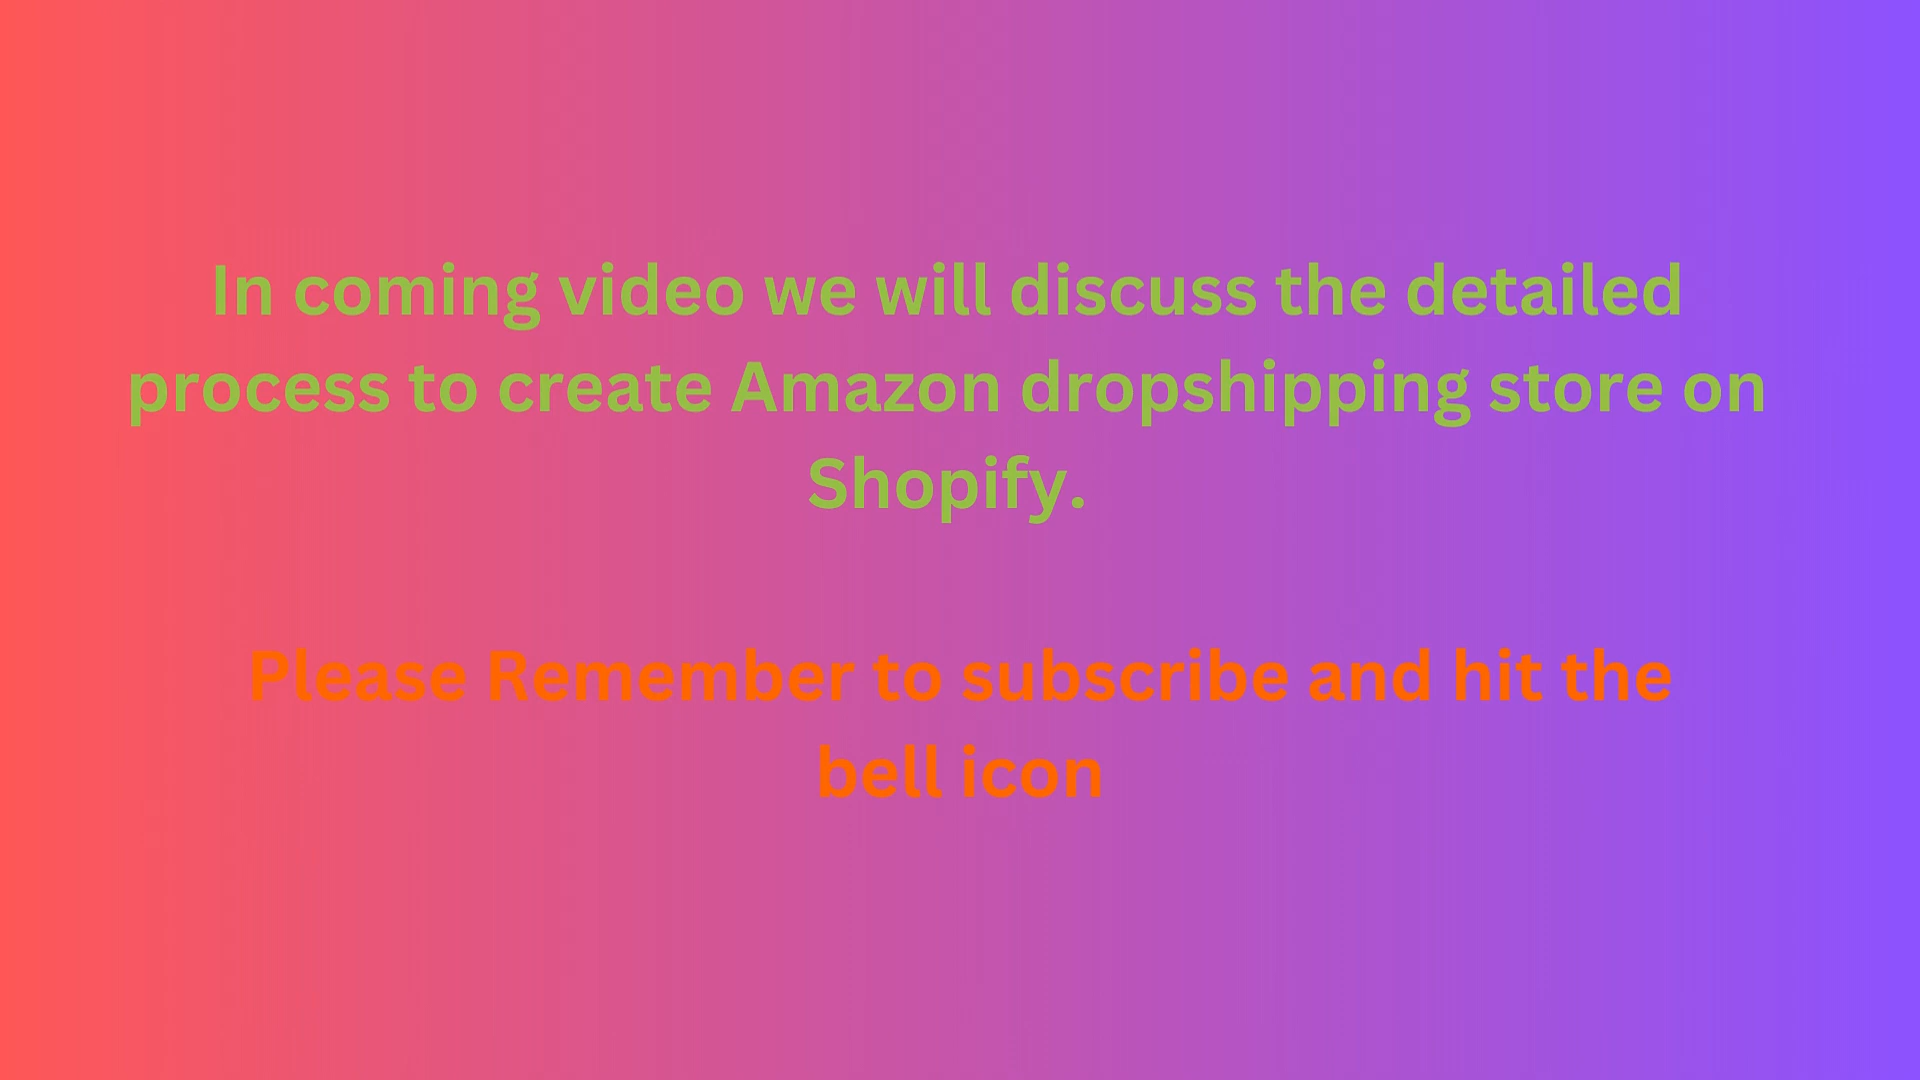 In coming video we will discuss the detailed
process to create Amazon dropshipping store on
Shopify.
Please Remember to subscribe and hit the
bell icon